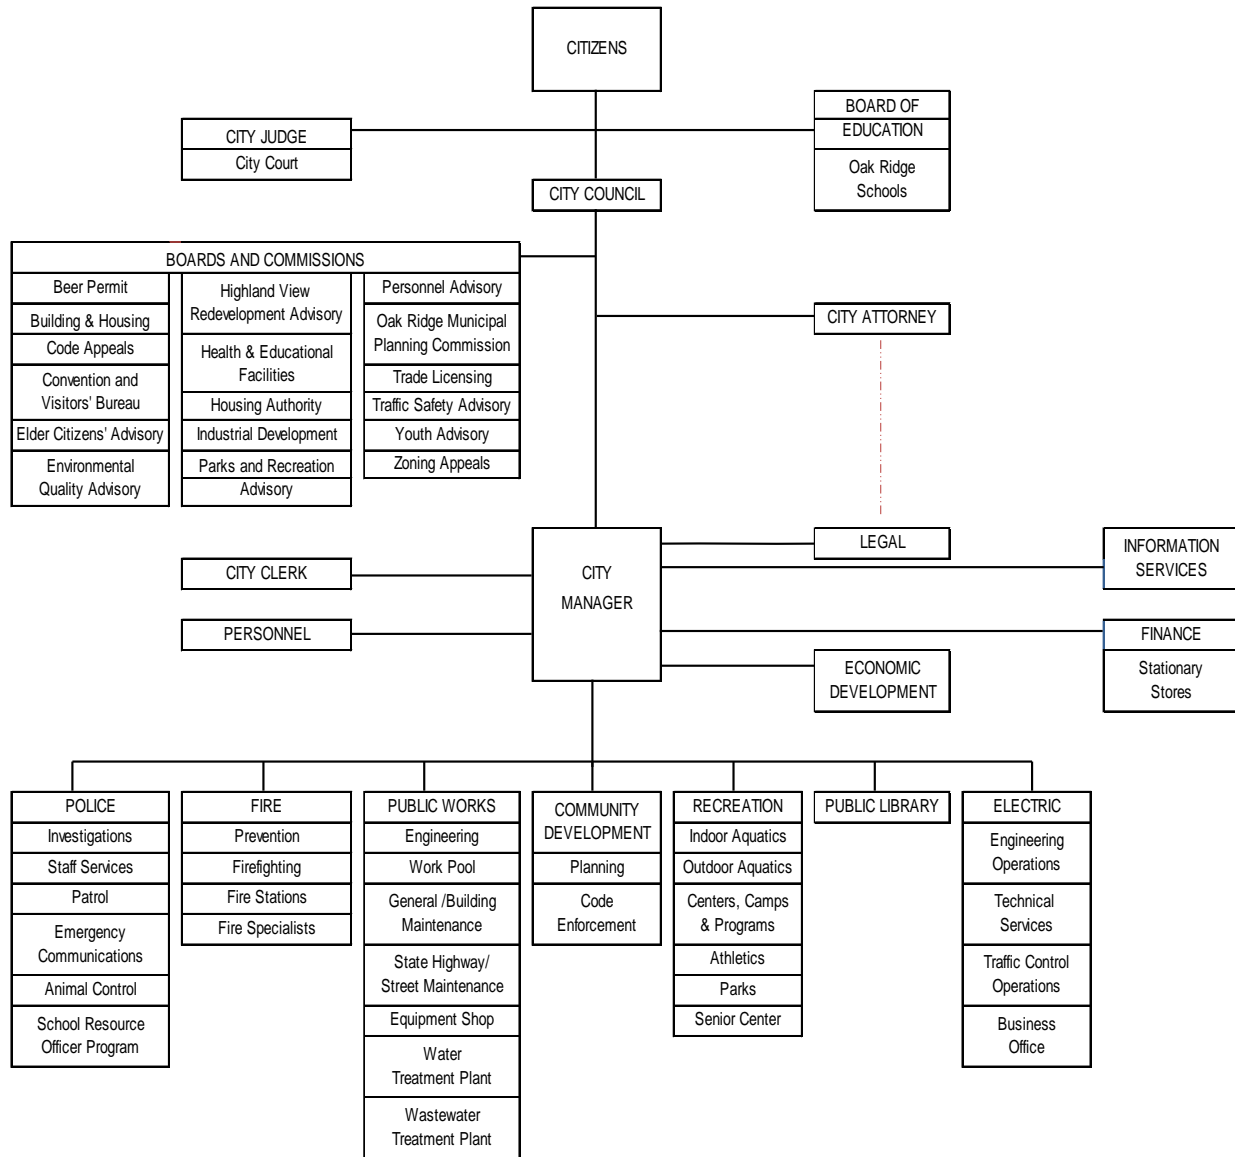 CITIZENS
BOARD OF
EDUCATION
Oak Ridge
Schools
CITY JUDGE
City Court
CITY COUNCIL
BOARDS AND COMMISSIONS
Beer Permit
Building & Housing
Code Appeals
Convention and
Visitors' Bureau
Elder Citizens' Advisory
Environmental
Quality Advisory
Highland View
Redevelopment Advisory
Health & Educational
Facilities
Housing Authority
Industrial Development
Parks and Recreation
Advisory
Personnel Advisory
Oak Ridge Municipal
Planning Commission
Trade Licensing
Traffic Safety Advisory
Youth Advisory
Zoning Appeals
CITY ATTORNEY
CITY CLERK
PERSONNEL
CITY
MANAGER
LEGAL
ECONOMIC
DEVELOPMENT
INFORMATION
SERVICES
FINANCE
Stationary
Stores
POLICE
Investigations
Staff Services
Patrol
Emergency
Communications
Animal Control
School Resource
Officer Program
FIRE
Prevention
Firefighting
Fire Stations
Fire Specialists
PUBLIC WORKS
Engineering
Work Pool
General /Building
Maintenance
State Highway/
Street Maintenance
Equipment Shop
Water
Treatment Plant
Wastewater
Treatment Plant
COMMUNITY
DEVELOPMENT
Planning
Code
Enforcement
RECREATION
Indoor Aquatics
Outdoor Aquatics
Centers, Camps
& Programs
Athletics
Parks
Senior Center
PUBLIC LIBRARY
ELECTRIC
Engineering
Operations
Technical
Services
Traffic Control
Operations
Business
Office